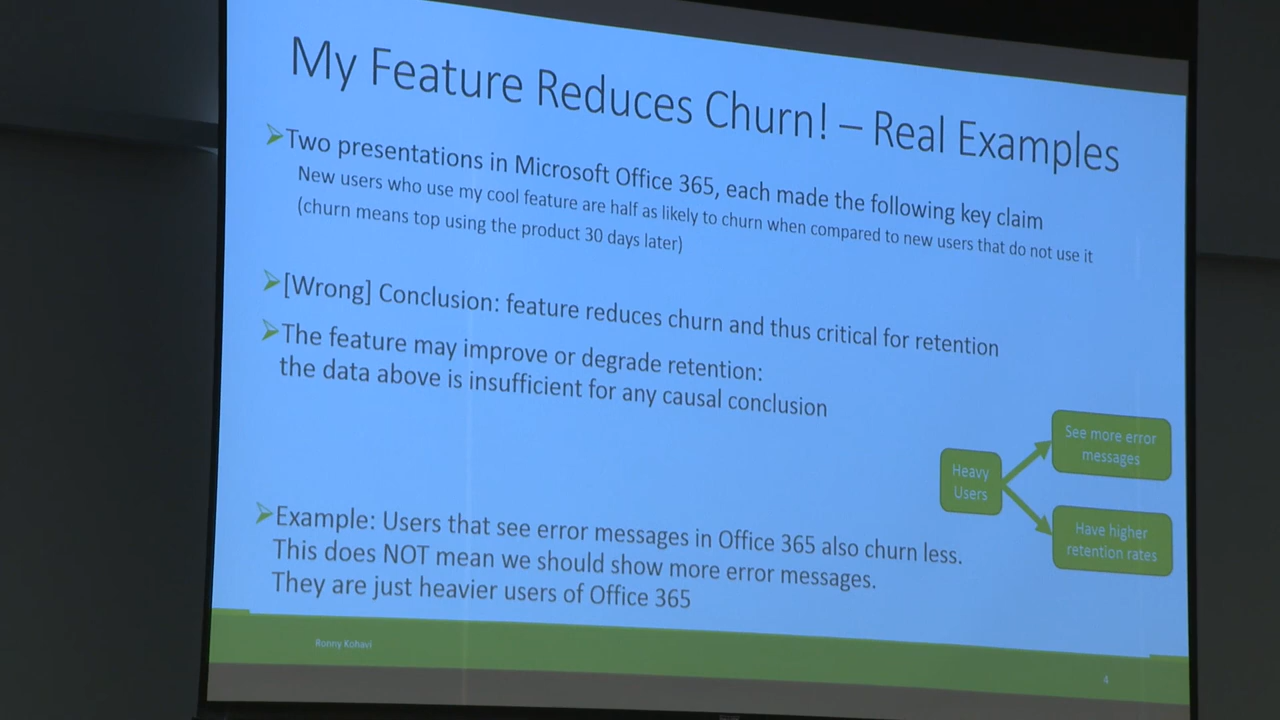 My Feature Reduces Churn! – Real Examples
Two presentations in Microsoft Office 365, each made the following key claim
New users who use my cool feature are half as likely to churn when compared to new users that do not use it
(churn means top using the product 30 days later)
[Wrong] Conclusion: feature reduces churn and thus critical for retention
The feature may improve or degrade retention:
the data above is insufficient for any causal conclusion
See more error
messages
Heavy
Users
Have higher
retention rates
Example: Users that see error messages in Office 365 also churn less.
This does NOT mean we should show more error messages.
They are just heavier users of Office 365
Ronny Kohavi
4